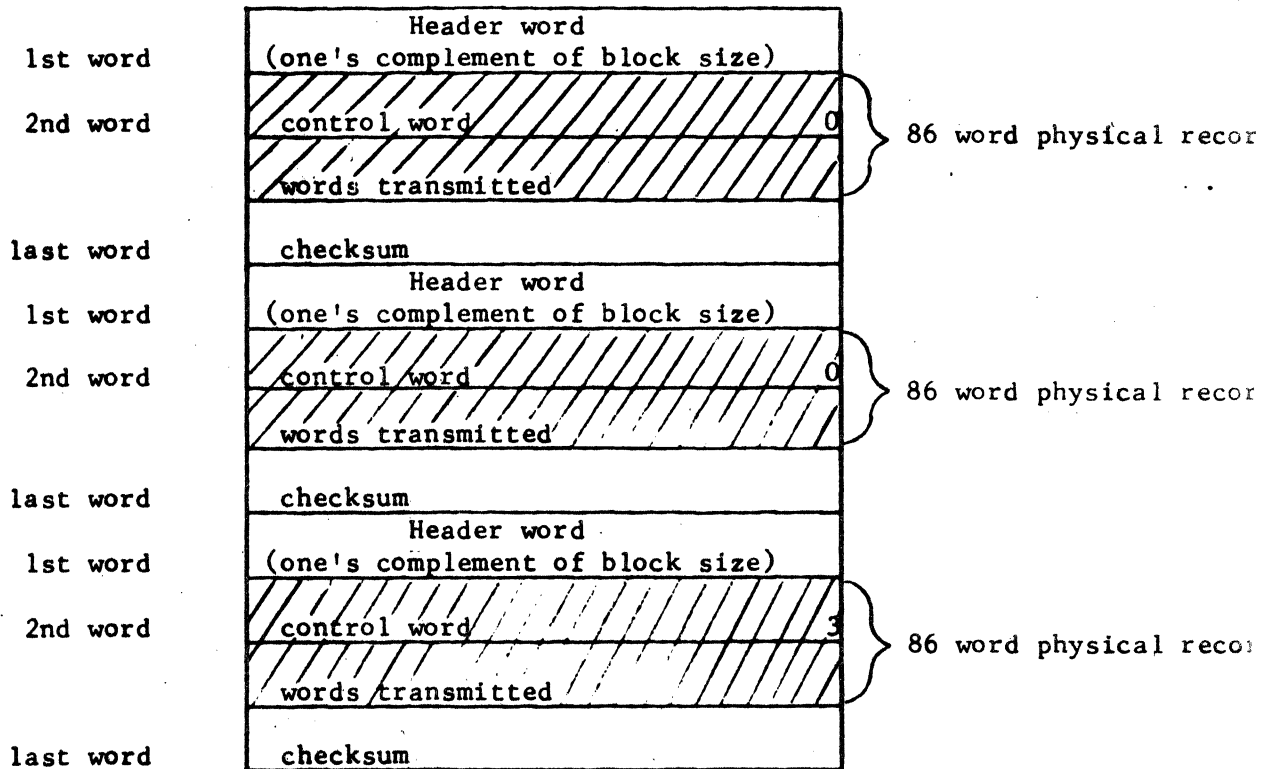 Header word
1st word (one's complement of block size)
2nd word control word 0
86 word physical recor
words transmitted
last word checksum
Header word
1st word (one's complement of block size)
2nd word control word 0
86 word physical recor
words transmitted
last word checksum
Header word
1st word (one's complement of block size)
2nd word control word 3
86 word physical recor
words transmitted
last word checksum